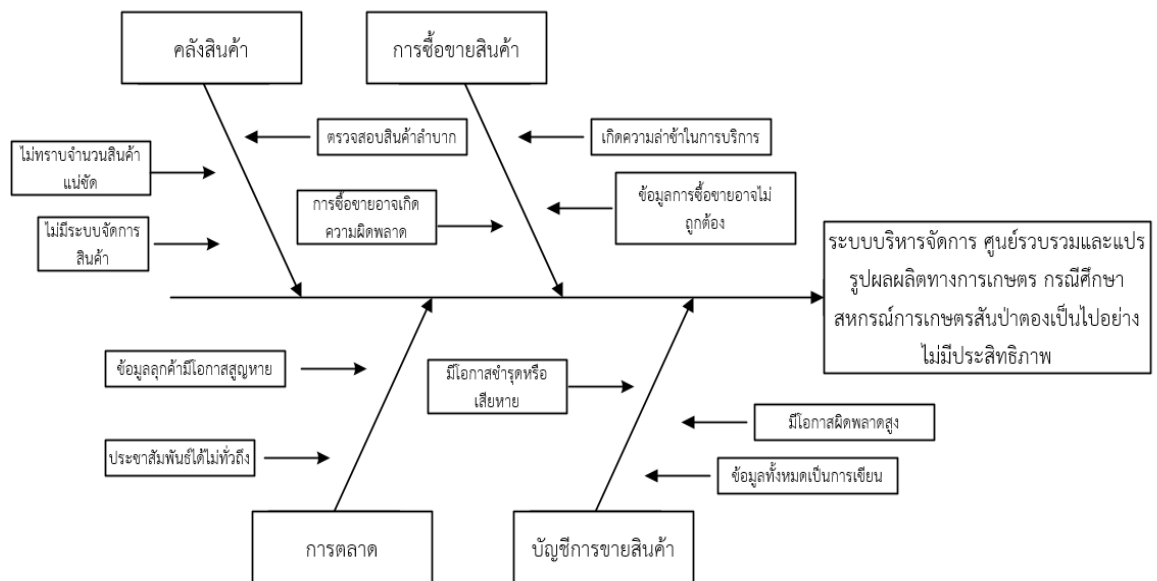 คลังสินค้า
การซื้อขายสินค้า
ตรวจสอบสินค้าลำบาก
เกิดความล่าช้าในการบริการ
ไม่ทราบจำนวนสินค้า
แน่ชัด
การซื้อขายอาจเกิด
ความผิดพลาด
ข้อมูลการซื้อขายอาจไม่
ถูกต้อง
ไม่มีระบบจัดการ
สินค้า
ระบบบริหารจัดการ ศูนย์รวบรวมและแปร
รูปผลผลิตทางการเกษตร กรณีศึกษา
สหกรณ์การเกษตรสันป่าตองเป็นไปอย่าง
ไม่มีประสิทธิภาพ
ข้อมูลลุกค้ามีโอกาสสูญหาย
มีโอกาสชำรุดหรือ
เสียหาย
มีโอกาสผิดพลาดสูง
ประชาสัมพันธ์ได้ไม่ทั่วถึง
ข้อมูลทั้งหมดเป็นการเขียน
การตลาด
บัญชีการขายสินค้า